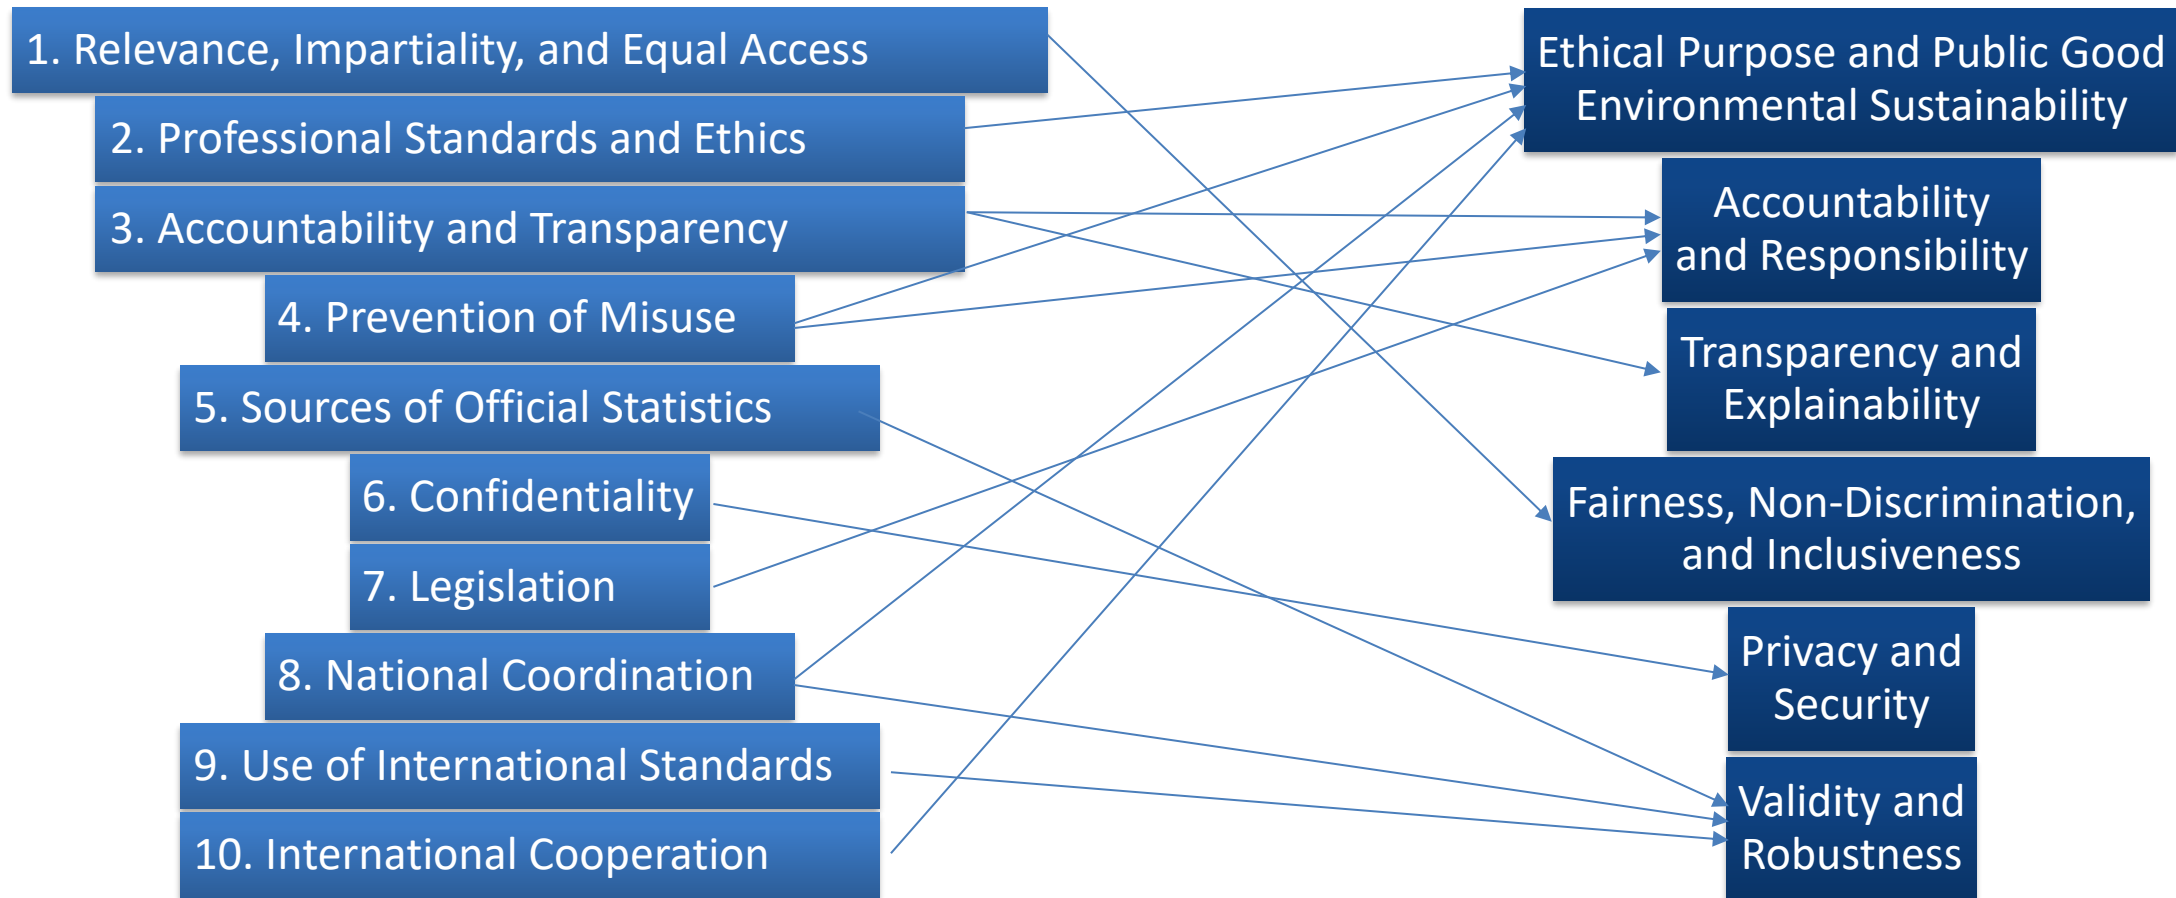 1. Relevance, Impartiality, and Equal Access
2. Professional Standards and Ethics
3. Accountability and Transparency
4. Prevention of Misuse
5. Sources of Official Statistics
6. Confidentiality
7. Legislation
8. National Coordination
9. Use of International Standards
10. International Cooperation
Ethical Purpose and Public Good
Environmental Sustainability
Accountability
and Responsibility
Transparency and
Explainability
Fairness, Non-Discrimination,
and Inclusiveness
Privacy and
Security
Validity and
Robustness